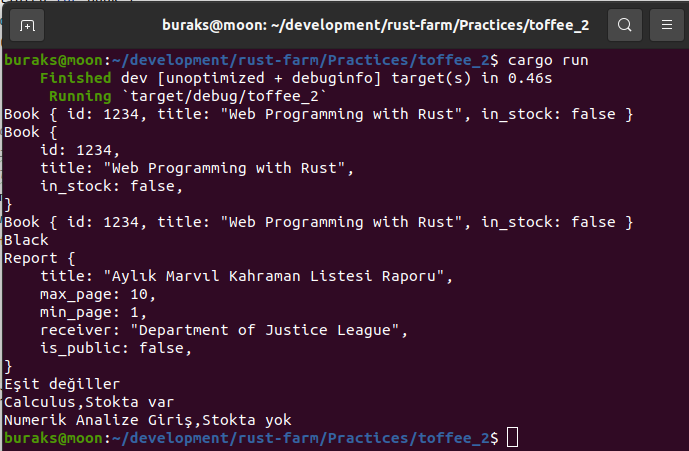 buraks@moon: ~/development/rust-farm/Practices/toffee_2
buraks@moon:~/development/rust-farm/Practices/toffee_2$ cargo run
    Finished dev [unoptimized + debuginfo] target(s) in 0.46s
     Running `target/debug/toffee_2`
Book { id: 1234, title: "Web Programming with Rust", in_stock: false }
Book {
    id: 1234,
    title: "Web Programming with Rust",
    in_stock: false,
}
Book { id: 1234, title: "Web Programming with Rust", in_stock: false }
Black
Report {
    title: "Aylık Marvıl Kahraman Listesi Raporu",
    max_page: 10,
    min_page: 1,
    receiver: "Department of Justice League",
    is_public: false,
}
Eşit değiller
Calculus,Stokta var
Numerik Analize Giriş,Stokta yok
buraks@moon:~/development/rust-farm/Practices/toffee_2$